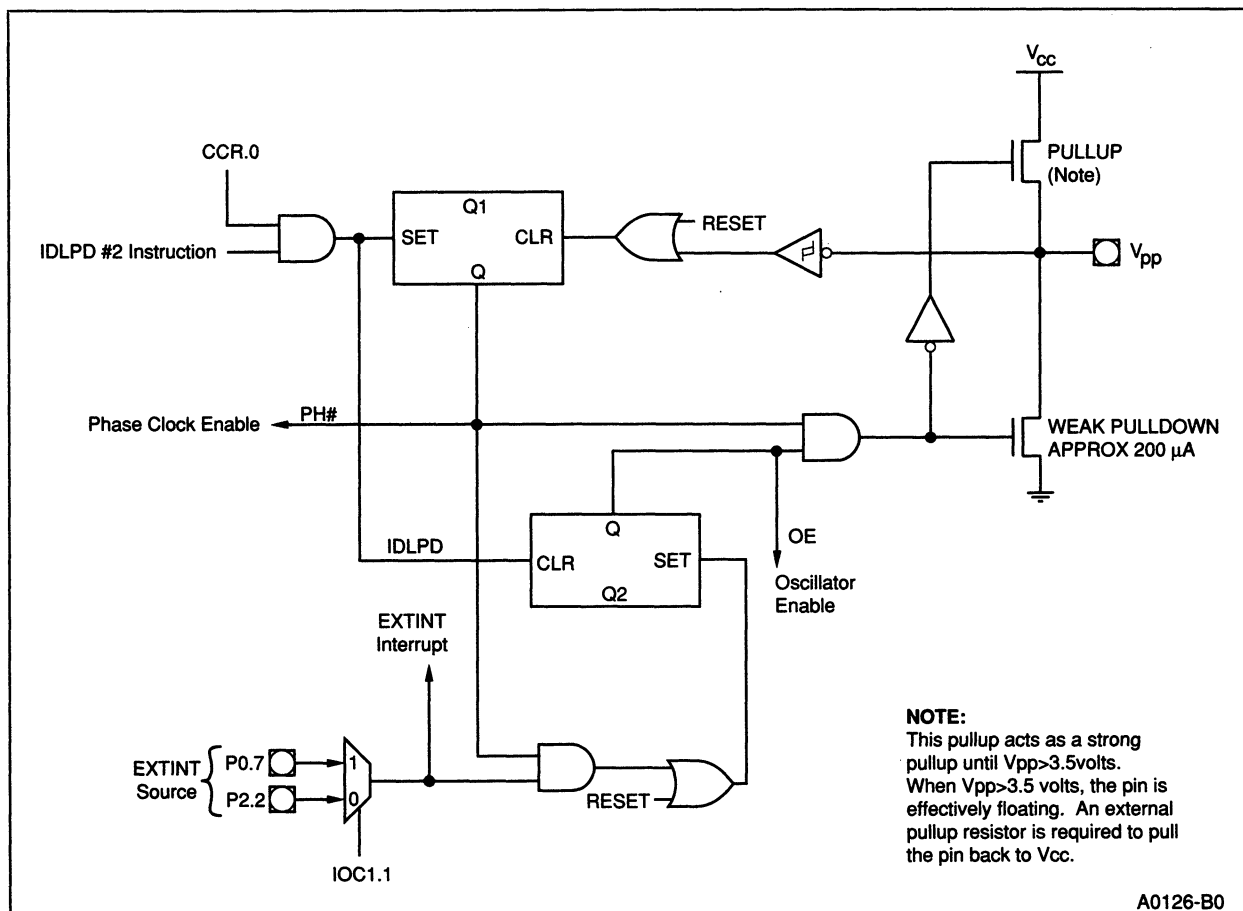 Vcc
CCR.0
PULLUP
(Note)
Q1
SET
CLR
Q
RESET
IDLPD #2 Instruction
Vpp
Phase Clock Enable
PH#
WEAK PULLDOWN
APPROX 200 µA
Q
OE
IDLPD
CLR
SET
Q2
Oscillator
Enable
EXTINT
Interrupt
EXTINT
Source
P0.7
1
P2.2
0
RESET
IOC1.1
NOTE:
This pullup acts as a strong
pullup until Vpp>3.5volts.
When Vpp>3.5 volts, the pin is
effectively floating. An external
pullup resistor is required to pull
the pin back to Vcc.
A0126-B0